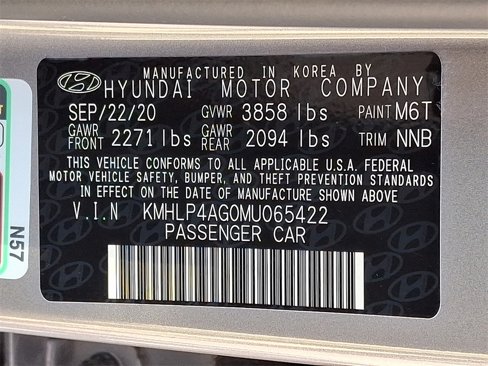 MANUFACTURED IN KOREA BY
HYUNDAI MOTOR COMPANY
SEP/22/20 GVWR 3858 lbs PAINT M6T
GAWR FRONT 2271 lbs GAWR REAR 2094 lbs TRIM NNB
THIS VEHICLE CONFORMS TO ALL APPLICABLE U.S.A. FEDERAL
MOTOR VEHICLE SAFETY, BUMPER, AND THEFT PREVENTION STANDARDS
IN EFFECT ON THE DATE OF MANUFACTURE SHOWN ABOVE
V.I.N KMHLP4AG0MU065422
PASSENGER CAR
N57